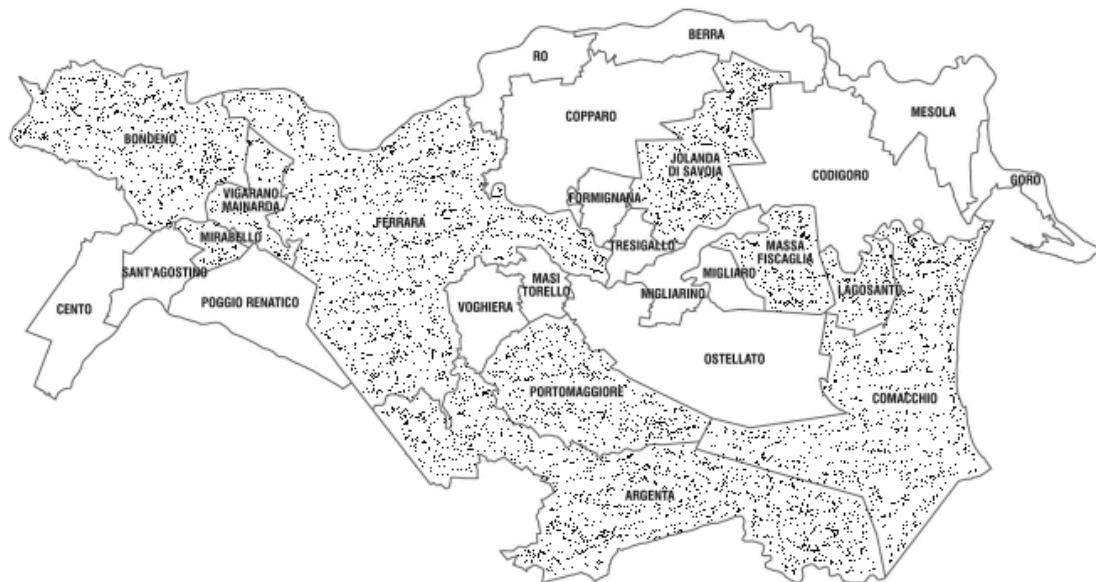 BERRA
RO
MESOLA
COPPARO
BONDENO
JOLANDA
DI SAVOIA
CODIGORO
GORO
VIGARANO
MAINARDA
FORMIGNANA
FERRARA
MIRABELLO
TRESIGALLO
MASSA
FISCAGLIA
SANT'AGOSTINO
MIGLIARO
MASI
TORELLO
LAGOSANTO
MIGLIARINO
CENTO
POGGIO RENATICO
VOGHIERA
OSTELLATO
PORTOMAGGIORE
COMACCHIO
ARGENTA